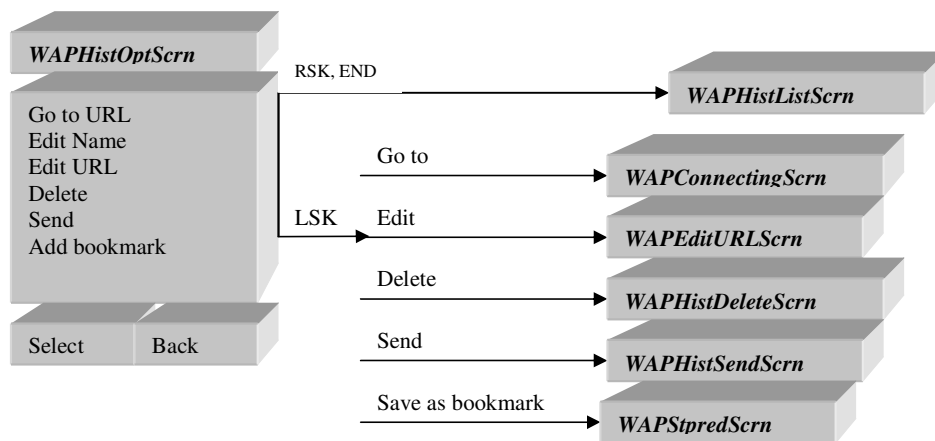 WAPHistOptScrn
Go to URL
Edit Name
Edit URL
Delete
Send
Add bookmark
Select
Back
RSK, END
WAPHistListScrn
LSK
Go to
WAPConnectingScrn
Edit
WAPEditURLScrn
Delete
WAPHistDeleteScrn
Send
WAPHistSendScrn
Save as bookmark
WAPStpredScrn